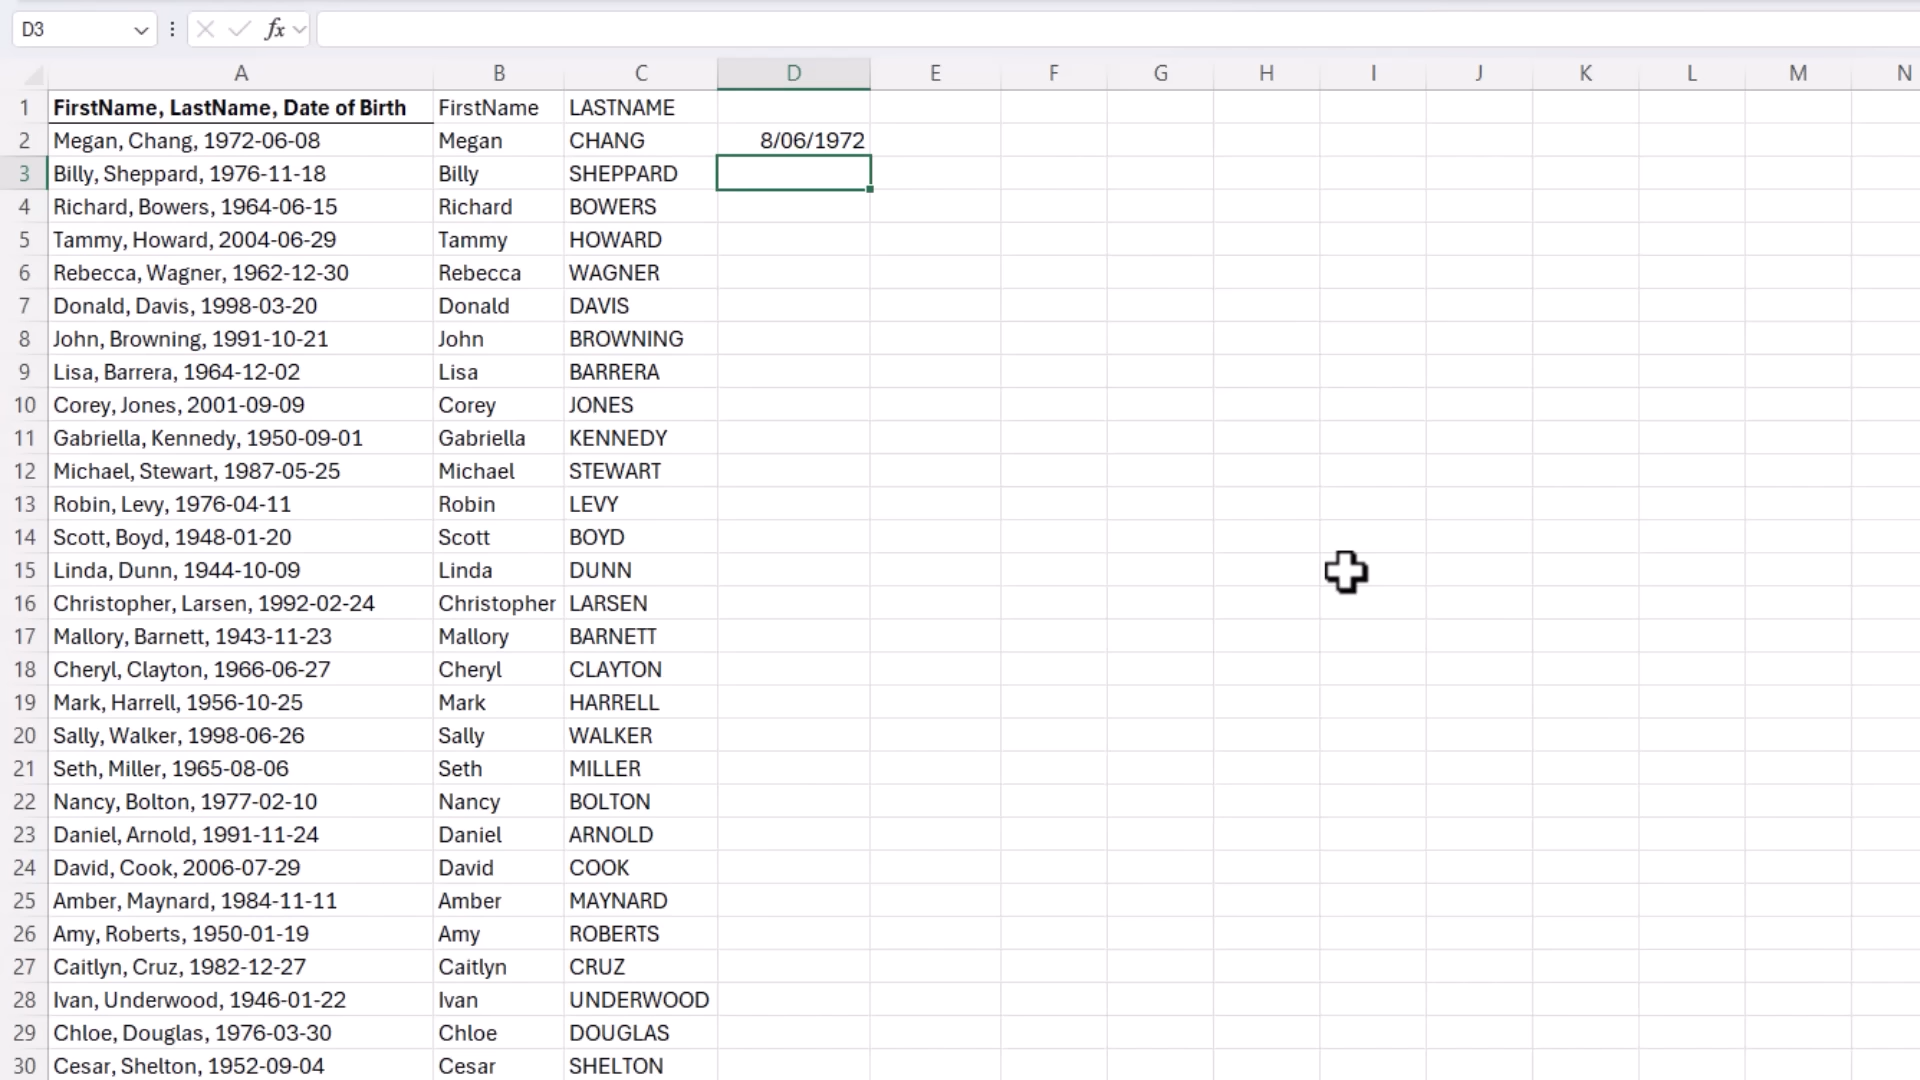 D3 fx
A B C D E F G H I J K L M N
1 FirstName, LastName, Date of Birth FirstName LASTNAME
2 Megan, Chang, 1972-06-08 Megan CHANG 8/06/1972
3 Billy, Sheppard, 1976-11-18 Billy SHEPPARD
4 Richard, Bowers, 1964-06-15 Richard BOWERS
5 Tammy, Howard, 2004-06-29 Tammy HOWARD
6 Rebecca, Wagner, 1962-12-30 Rebecca WAGNER
7 Donald, Davis, 1998-03-20 Donald DAVIS
8 John, Browning, 1991-10-21 John BROWNING
9 Lisa, Barrera, 1964-12-02 Lisa BARRERA
10 Corey, Jones, 2001-09-09 Corey JONES
11 Gabriella, Kennedy, 1950-09-01 Gabriella KENNEDY
12 Michael, Stewart, 1987-05-25 Michael STEWART
13 Robin, Levy, 1976-04-11 Robin LEVY
14 Scott, Boyd, 1948-01-20 Scott BOYD
15 Linda, Dunn, 1944-10-09 Linda DUNN
16 Christopher, Larsen, 1992-02-24 Christopher LARSEN
17 Mallory, Barnett, 1943-11-23 Mallory BARNETT
18 Cheryl, Clayton, 1966-06-27 Cheryl CLAYTON
19 Mark, Harrell, 1956-10-25 Mark HARRELL
20 Sally, Walker, 1998-06-26 Sally WALKER
21 Seth, Miller, 1965-08-06 Seth MILLER
22 Nancy, Bolton, 1977-02-10 Nancy BOLTON
23 Daniel, Arnold, 1991-11-24 Daniel ARNOLD
24 David, Cook, 2006-07-29 David COOK
25 Amber, Maynard, 1984-11-11 Amber MAYNARD
26 Amy, Roberts, 1950-01-19 Amy ROBERTS
27 Caitlyn, Cruz, 1982-12-27 Caitlyn CRUZ
28 Ivan, Underwood, 1946-01-22 Ivan UNDERWOOD
29 Chloe, Douglas, 1976-03-30 Chloe DOUGLAS
30 Cesar, Shelton, 1952-09-04 Cesar SHELTON